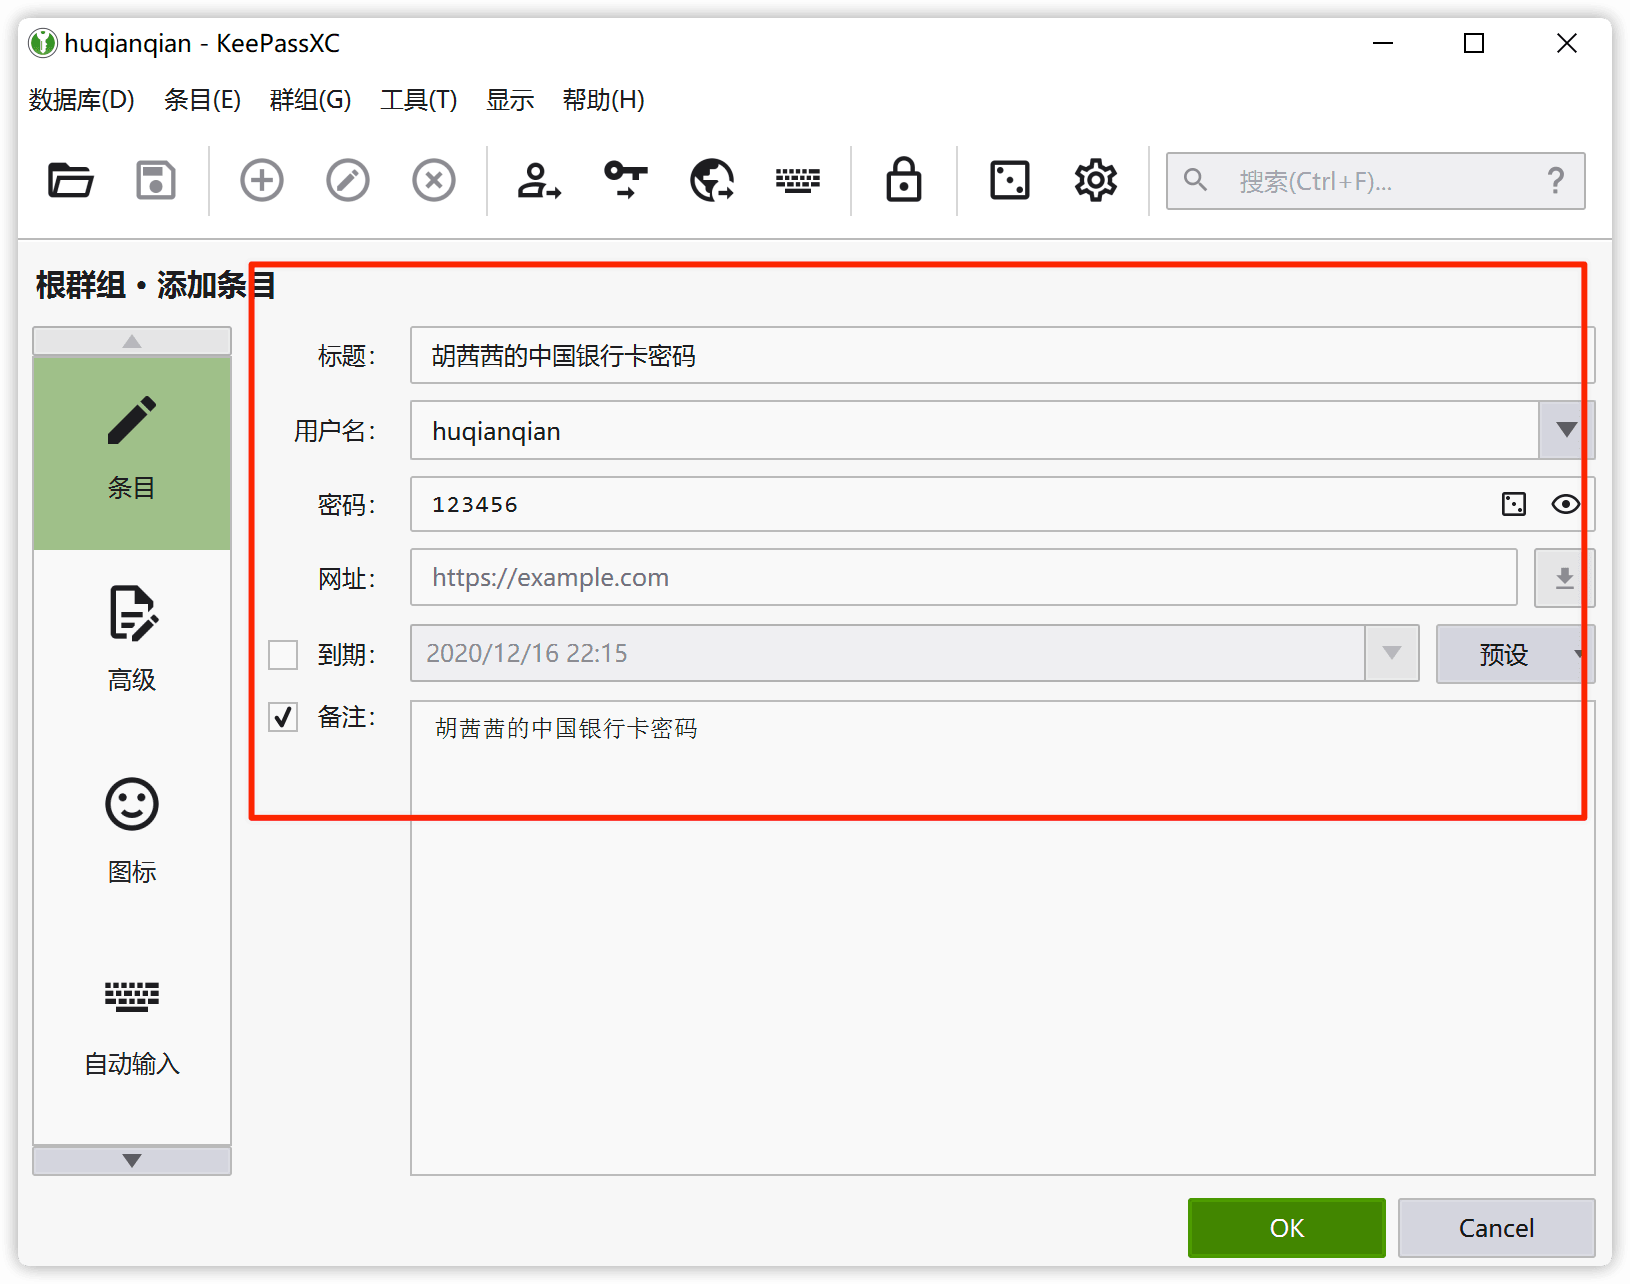 huqianqian - KeePassXC
数据库(D) 条目(E) 群组(G) 工具(T) 显示 帮助(H)
搜索(Ctrl+F)... ?
根群组 • 添加条目
条目
高级
图标
自动输入
标题： 胡茜茜的中国银行卡密码
用户名： huqianqian
密码： 123456
网址： https://example.com
到期： 2020/12/16 22:15 预设
备注： 胡茜茜的中国银行卡密码
OK Cancel